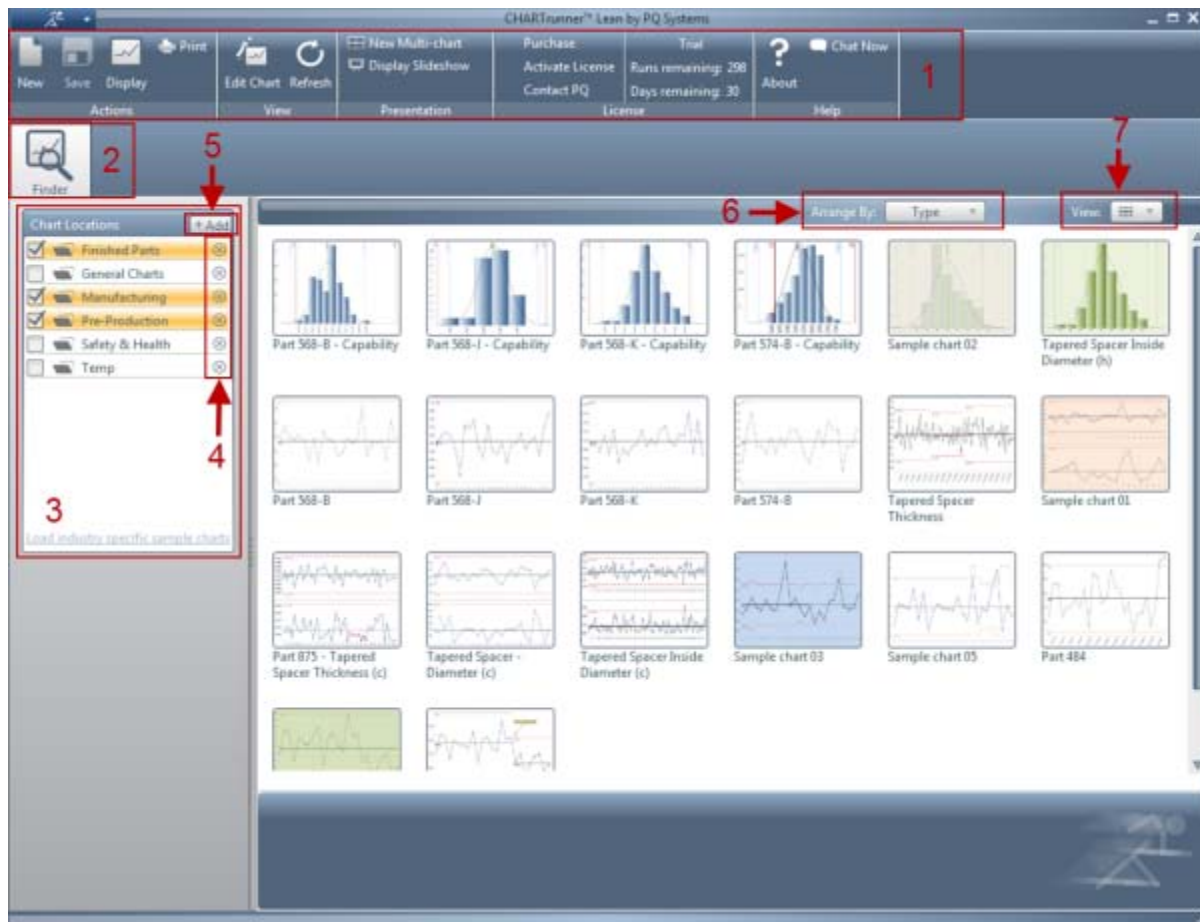 CHARTrunner™ Lean by PQ Systems
New
Save
Display
Print
Actions
Edit Chart
Refresh
View
New Multi-chart
Display Slideshow
Presentation
Purchase
Activate License
Contact PQ
Trial
Runs remaining: 298
Days remaining: 30
License
About
Chat Now
Help
1
Finder
2
5
7
Chart Locations
+ Add
Finished Parts
General Charts
Manufacturing
Pre-Production
Safety & Health
Temp
4
3
Load industry specific sample charts
6
Arrange By: Type
View:
Part 568-B - Capability
Part 568-J - Capability
Part 568-K - Capability
Part 574-B - Capability
Sample chart 02
Tapered Spacer Inside
Diameter (h)
Part 568-B
Part 568-J
Part 568-K
Part 574-B
Tapered Spacer
Thickness
Sample chart 01
Part 875 - Tapered
Spacer Thickness (c)
Tapered Spacer -
Diameter (c)
Tapered Spacer Inside
Diameter (c)
Sample chart 03
Sample chart 05
Part 484